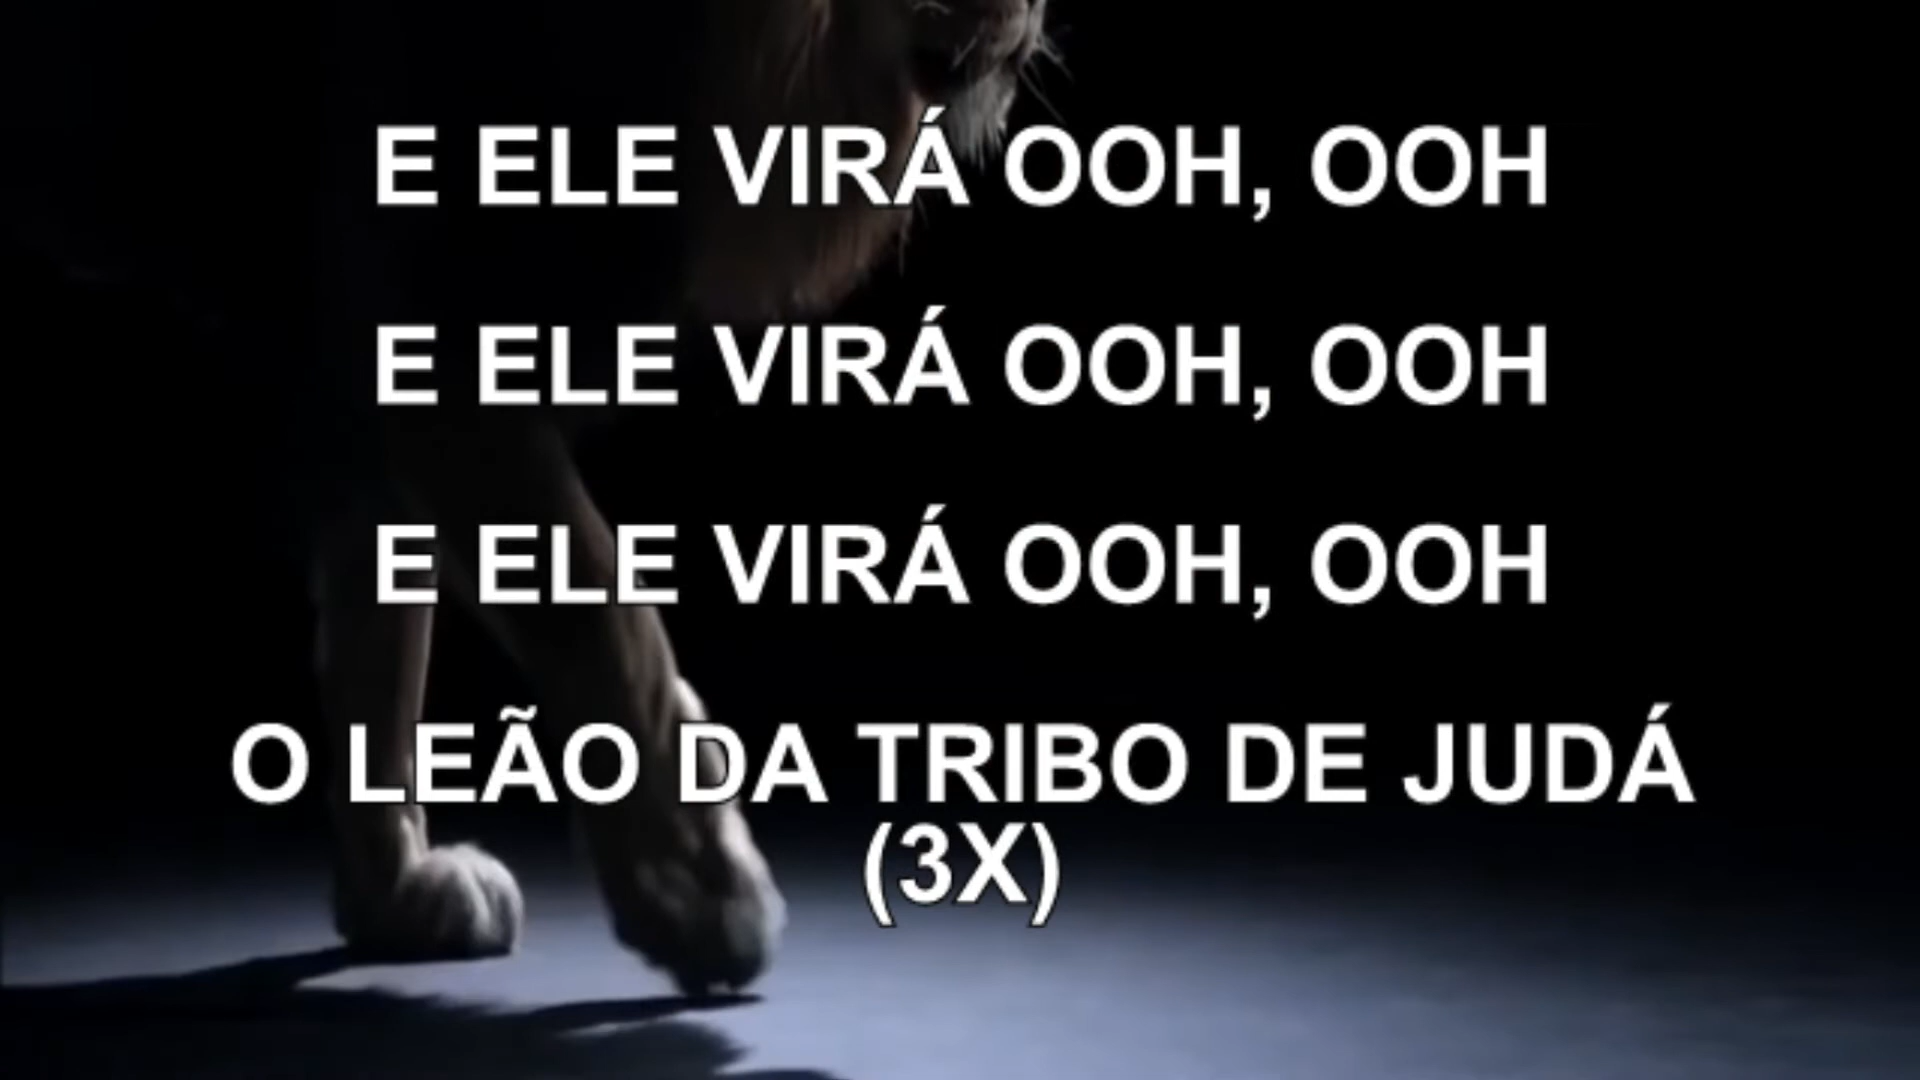 E ELE VIRÁ OOH, OOH
E ELE VIRÁ OOH, OOH
E ELE VIRÁ OOH, OOH
O LEÃO DA TRIBO DE JUDÁ
(3X)